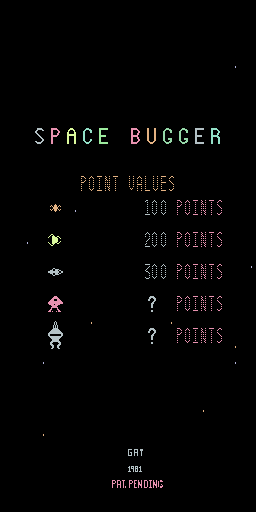 SPACE BUGGER
POINT VALUES
100 POINTS
200 POINTS
300 POINTS
? POINTS
? POINTS
GAT
1981
PAT. PENDING